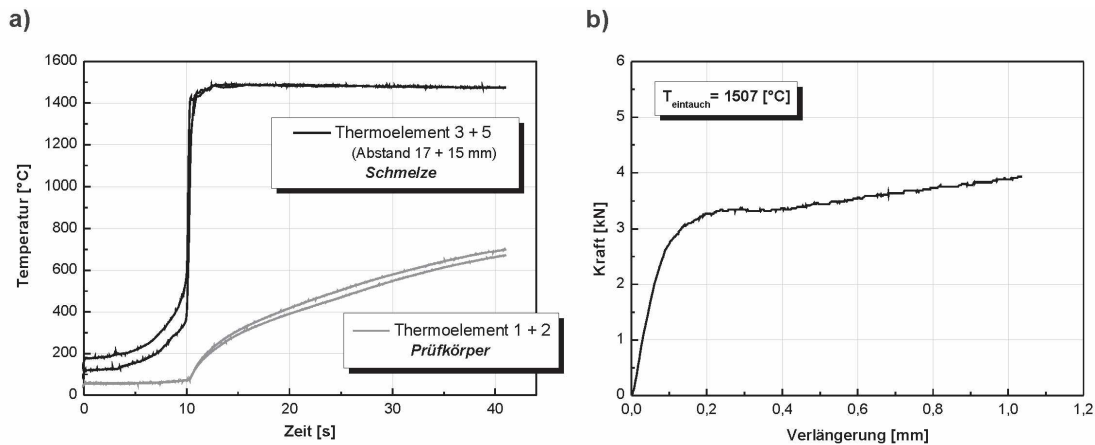 a)
1600
1400
1200
1000
800
600
400
200
0
Temperatur [°C]
0
10
20
30
40
Zeit [s]
Thermoelement 3 + 5
(Abstand 17 + 15 mm)
Schmelze
Thermoelement 1 + 2
Prüfkörper
b)
6
5
4
3
2
1
0
Kraft [kN]
0,0
0,2
0,4
0,6
0,8
1,0
1,2
Verlängerung [mm]
T eintauch = 1507 [°C]